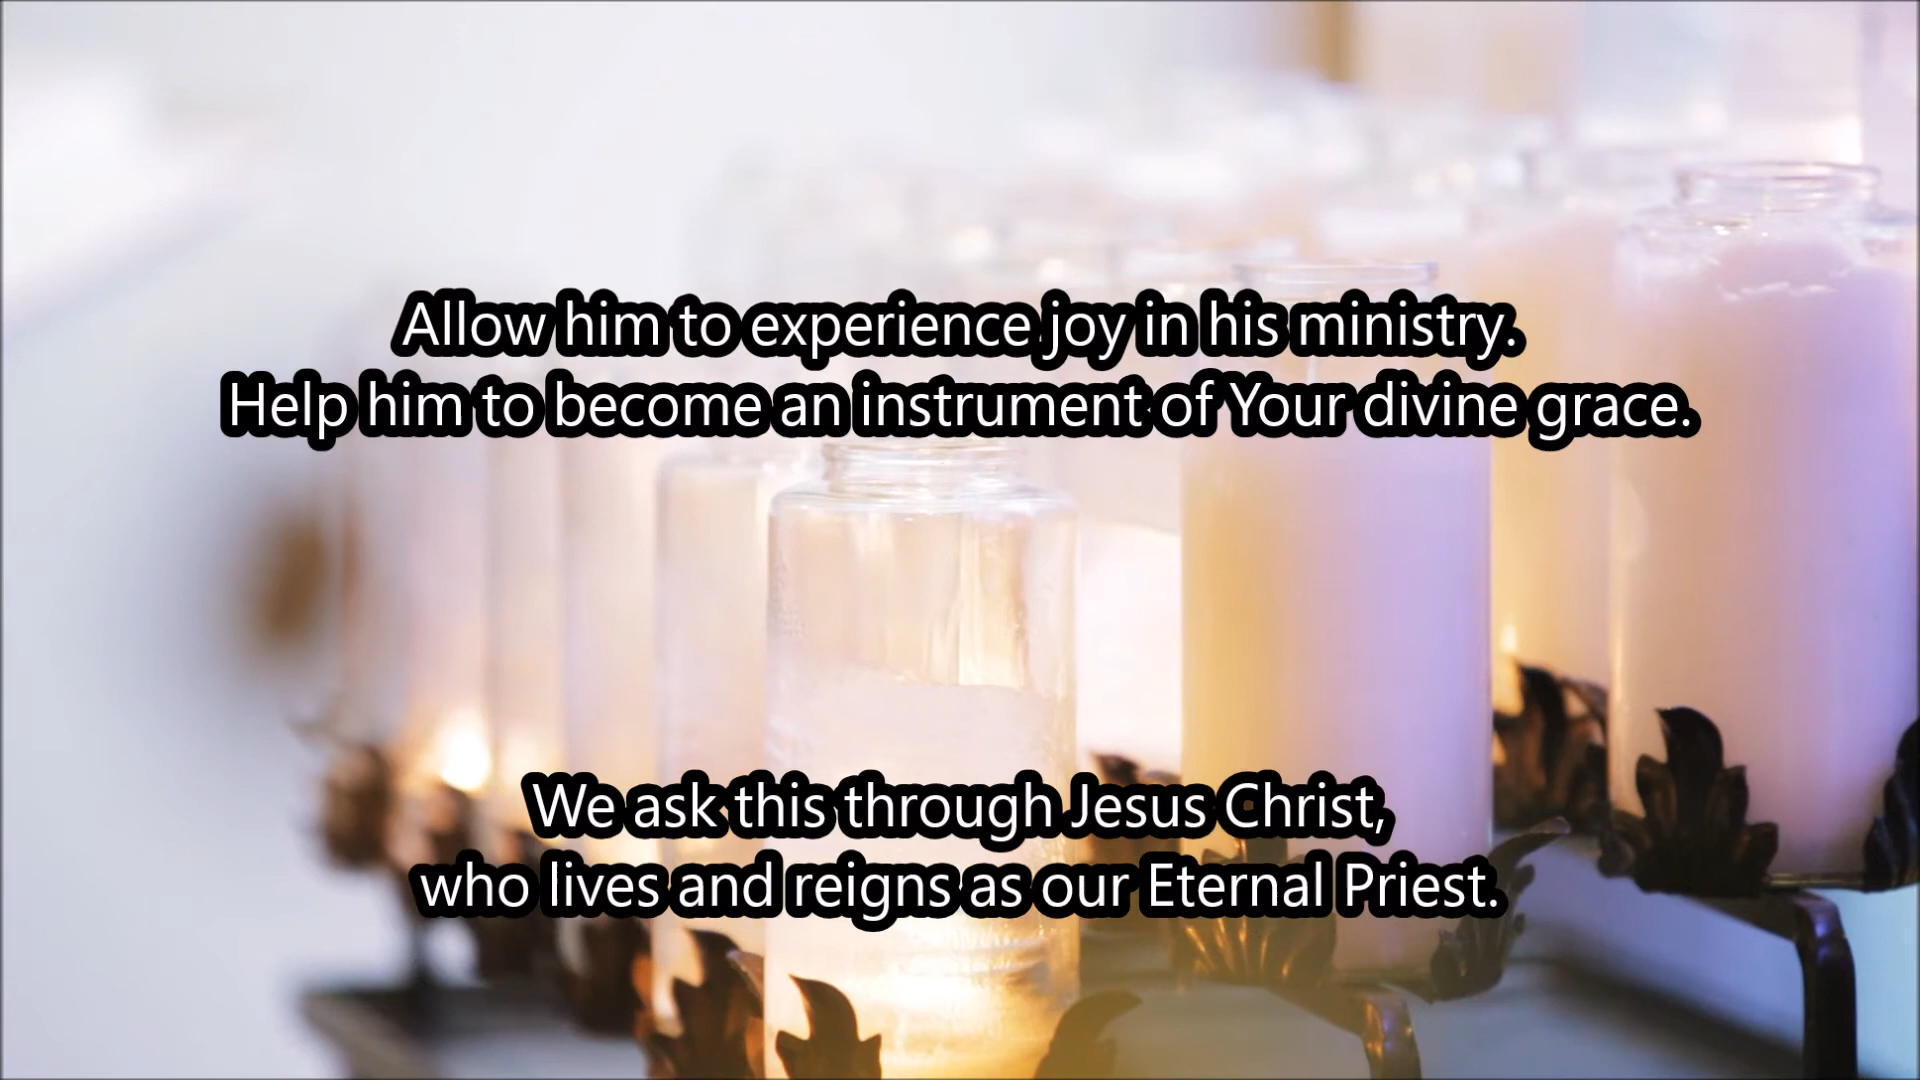 Allow him to experience joy in his ministry.
Help him to become an instrument of Your divine grace.
We ask this through Jesus Christ,
who lives and reigns as our Eternal Priest.